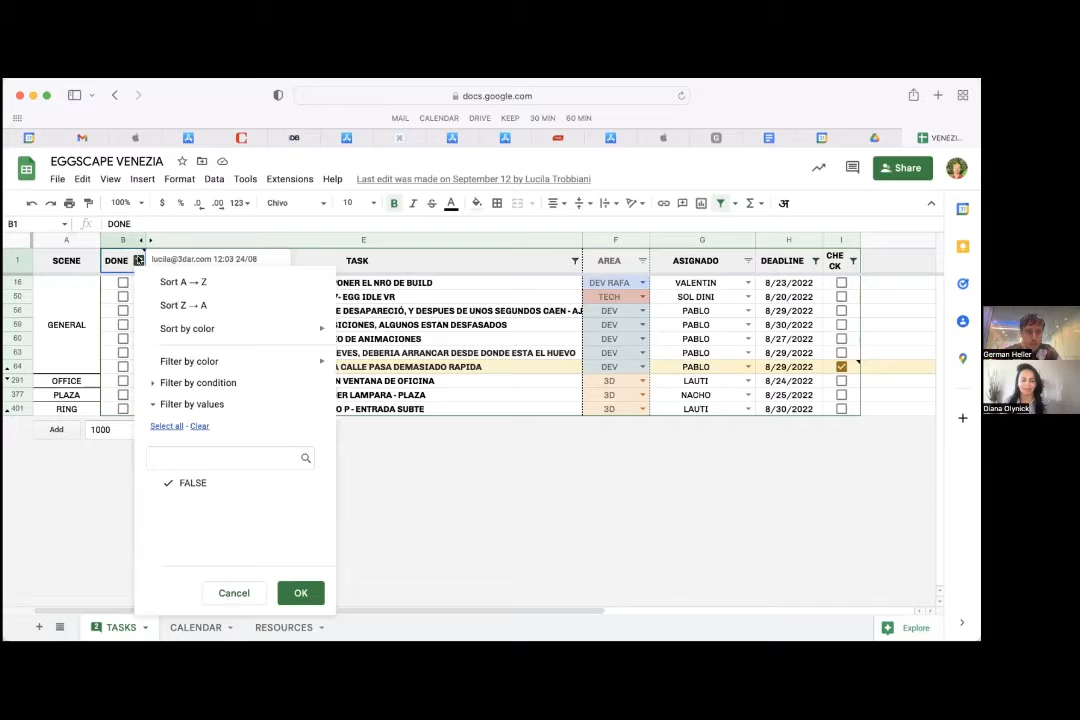 docs.google.com
MAIL CALENDAR DRIVE KEEP 30 MIN 60 MIN
VENEZI...
EGGSCAPE VENEZIA
Share
File Edit View Insert Format Data Tools Extensions Help Last edit was made on September 12 by Lucila Trobbiani
100% $ % .0 .00 123 Chivo 10 B I S A
B1 fx DONE
A B E F G H I
1 SCENE DONE lucila@3dar.com 12:03 24/08 TASK AREA ASIGNADO DEADLINE CHE
CK
16 PONER EL NRO DE BUILD DEV RAFA VALENTIN 8/23/2022
50 - EGG IDLE VR TECH SOL DINI 8/20/2022
56 E DESAPARECIÓ, Y DESPUES DE UNOS SEGUNDOS CAEN - AJ DEV PABLO 8/29/2022
59 GENERAL SICIONES, ALGUNOS ESTAN DESFASADOS DEV PABLO 8/30/2022
60 O DE ANIMACIONES DEV PABLO 8/27/2022
63 EVES, DEBERIA ARRANCAR DESDE DONDE ESTA EL HUEVO DEV PABLO 8/29/2022
64 A CALLE PASA DEMASIADO RAPIDA DEV PABLO 8/29/2022
291 OFFICE N VENTANA DE OFICINA 3D LAUTI 8/24/2022
377 PLAZA ER LAMPARA - PLAZA 3D NACHO 8/25/2022
401 RING O P - ENTRADA SUBTE 3D LAUTI 8/30/2022
Add 1000
Sort A → Z
Sort Z → A
Sort by color
Filter by color
Filter by condition
Filter by values
Select all - Clear
FALSE
Cancel OK
2 TASKS CALENDAR RESOURCES Explore
German Heller
Diana Olynick